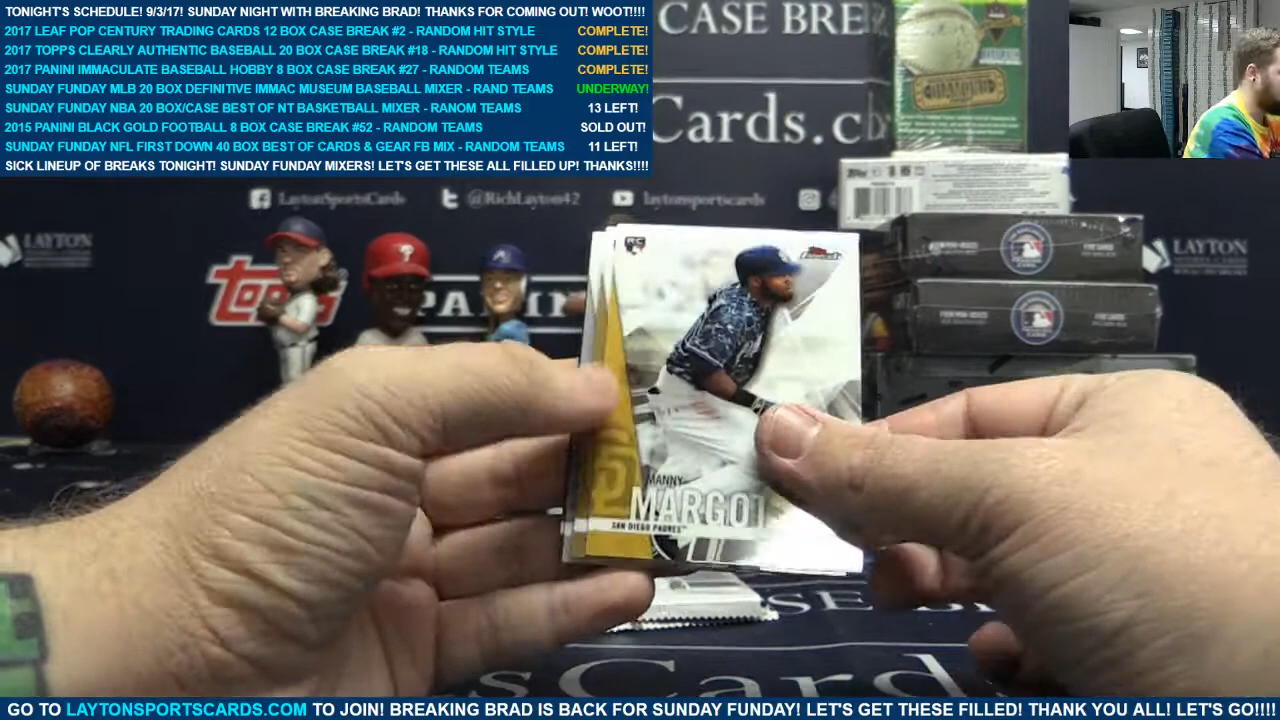 TONIGHT'S SCHEDULE! 9/3/17! SUNDAY NIGHT WITH BREAKING BRAD! THANKS FOR COMING OUT! WOOT!!!!
2017 LEAF POP CENTURY TRADING CARDS 12 BOX CASE BREAK #2 - RANDOM HIT STYLE COMPLETE!
2017 TOPPS CLEARLY AUTHENTIC BASEBALL 20 BOX CASE BREAK #18 - RANDOM HIT STYLE COMPLETE!
2017 PANINI IMMACULATE BASEBALL HOBBY 8 BOX CASE BREAK #27 - RANDOM TEAMS COMPLETE!
SUNDAY FUNDAY MLB 20 BOX DEFINITIVE IMMAC MUSEUM BASEBALL MIXER - RAND TEAMS UNDERWAY!
SUNDAY FUNDAY NBA 20 BOX/CASE BEST OF NT BASKETBALL MIXER - RANOM TEAMS 13 LEFT!
2015 PANINI BLACK GOLD FOOTBALL 8 BOX CASE BREAK #52 - RANDOM TEAMS SOLD OUT!
SUNDAY FUNDAY NFL FIRST DOWN 40 BOX BEST OF CARDS & GEAR FB MIX - RANDOM TEAMS 11 LEFT!
SICK LINEUP OF BREAKS TONIGHT! SUNDAY FUNDAY MIXERS! LET'S GET THESE ALL FILLED UP! THANKS!!!!
CASE BREA
Cards.c
LaytonSportsCards @RichLayton42 laytonsportscards
LAYTON
LAYTON
Topps
PANIN
RC
MANNY
MARGOT
SAN DIEGO PADRES
SE
sCards.c
GO TO LAYTONSPORTSCARDS.COM TO JOIN! BREAKING BRAD IS BACK FOR SUNDAY FUNDAY! LET'S GET THESE FILLED! THANK YOU ALL! LET'S GO!!!!